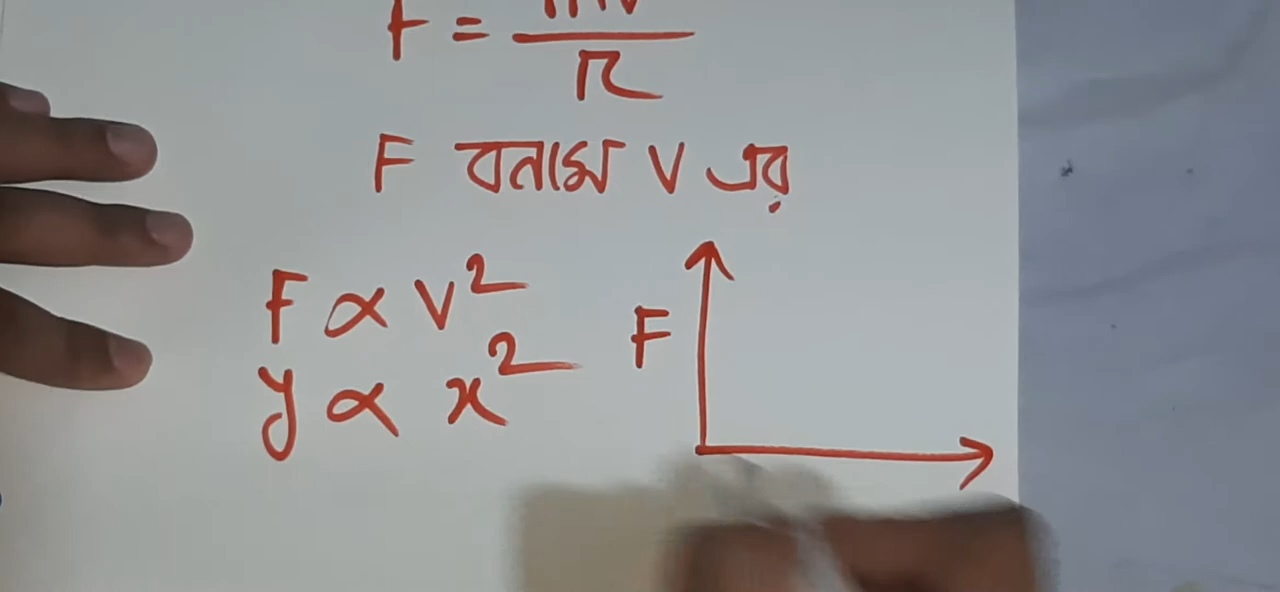 F =
r
F বনাম v এর
F ∝ v²
y ∝ x²
F